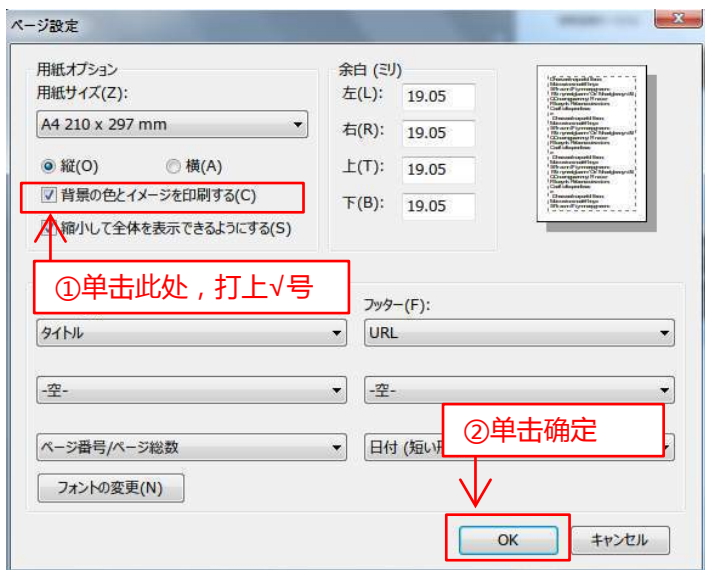 ページ設定
用紙オプション
用紙サイズ(Z):
A4 210 x 297 mm
縦(O)
横(A)
背景の色とイメージを印刷する(C)
縮小して全体を表示できるようにする(S)
余白 (ミリ)
左(L): 19.05
右(R): 19.05
上(T): 19.05
下(B): 19.05
①单击此处，打上√号
フッター(F):
タイトル
URL
-空-
-空-
②单击确定
ページ番号/ページ総数
日付 (短い
フォントの変更(N)
OK
キャンセル